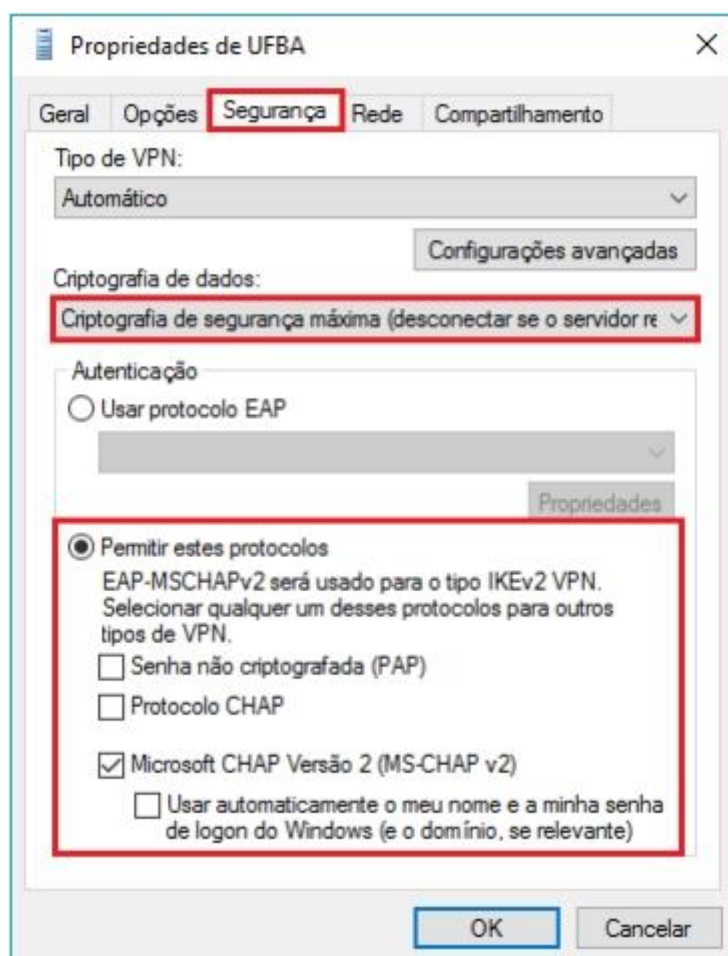 Propriedades de UFBA
Geral Opções Segurança Rede Compartilhamento
Tipo de VPN:
Automático
Configurações avançadas
Criptografia de dados:
Criptografia de segurança máxima (desconectar se o servidor re
Autenticação
Usar protocolo EAP
Propriedades
Permitir estes protocolos
EAP-MSCHAPv2 será usado para o tipo IKEv2 VPN.
Selecionar qualquer um desses protocolos para outros
tipos de VPN.
Senha não criptografada (PAP)
Protocolo CHAP
Microsoft CHAP Versão 2 (MS-CHAP v2)
Usar automaticamente o meu nome e a minha senha
de logon do Windows (e o domínio, se relevante)
OK Cancelar